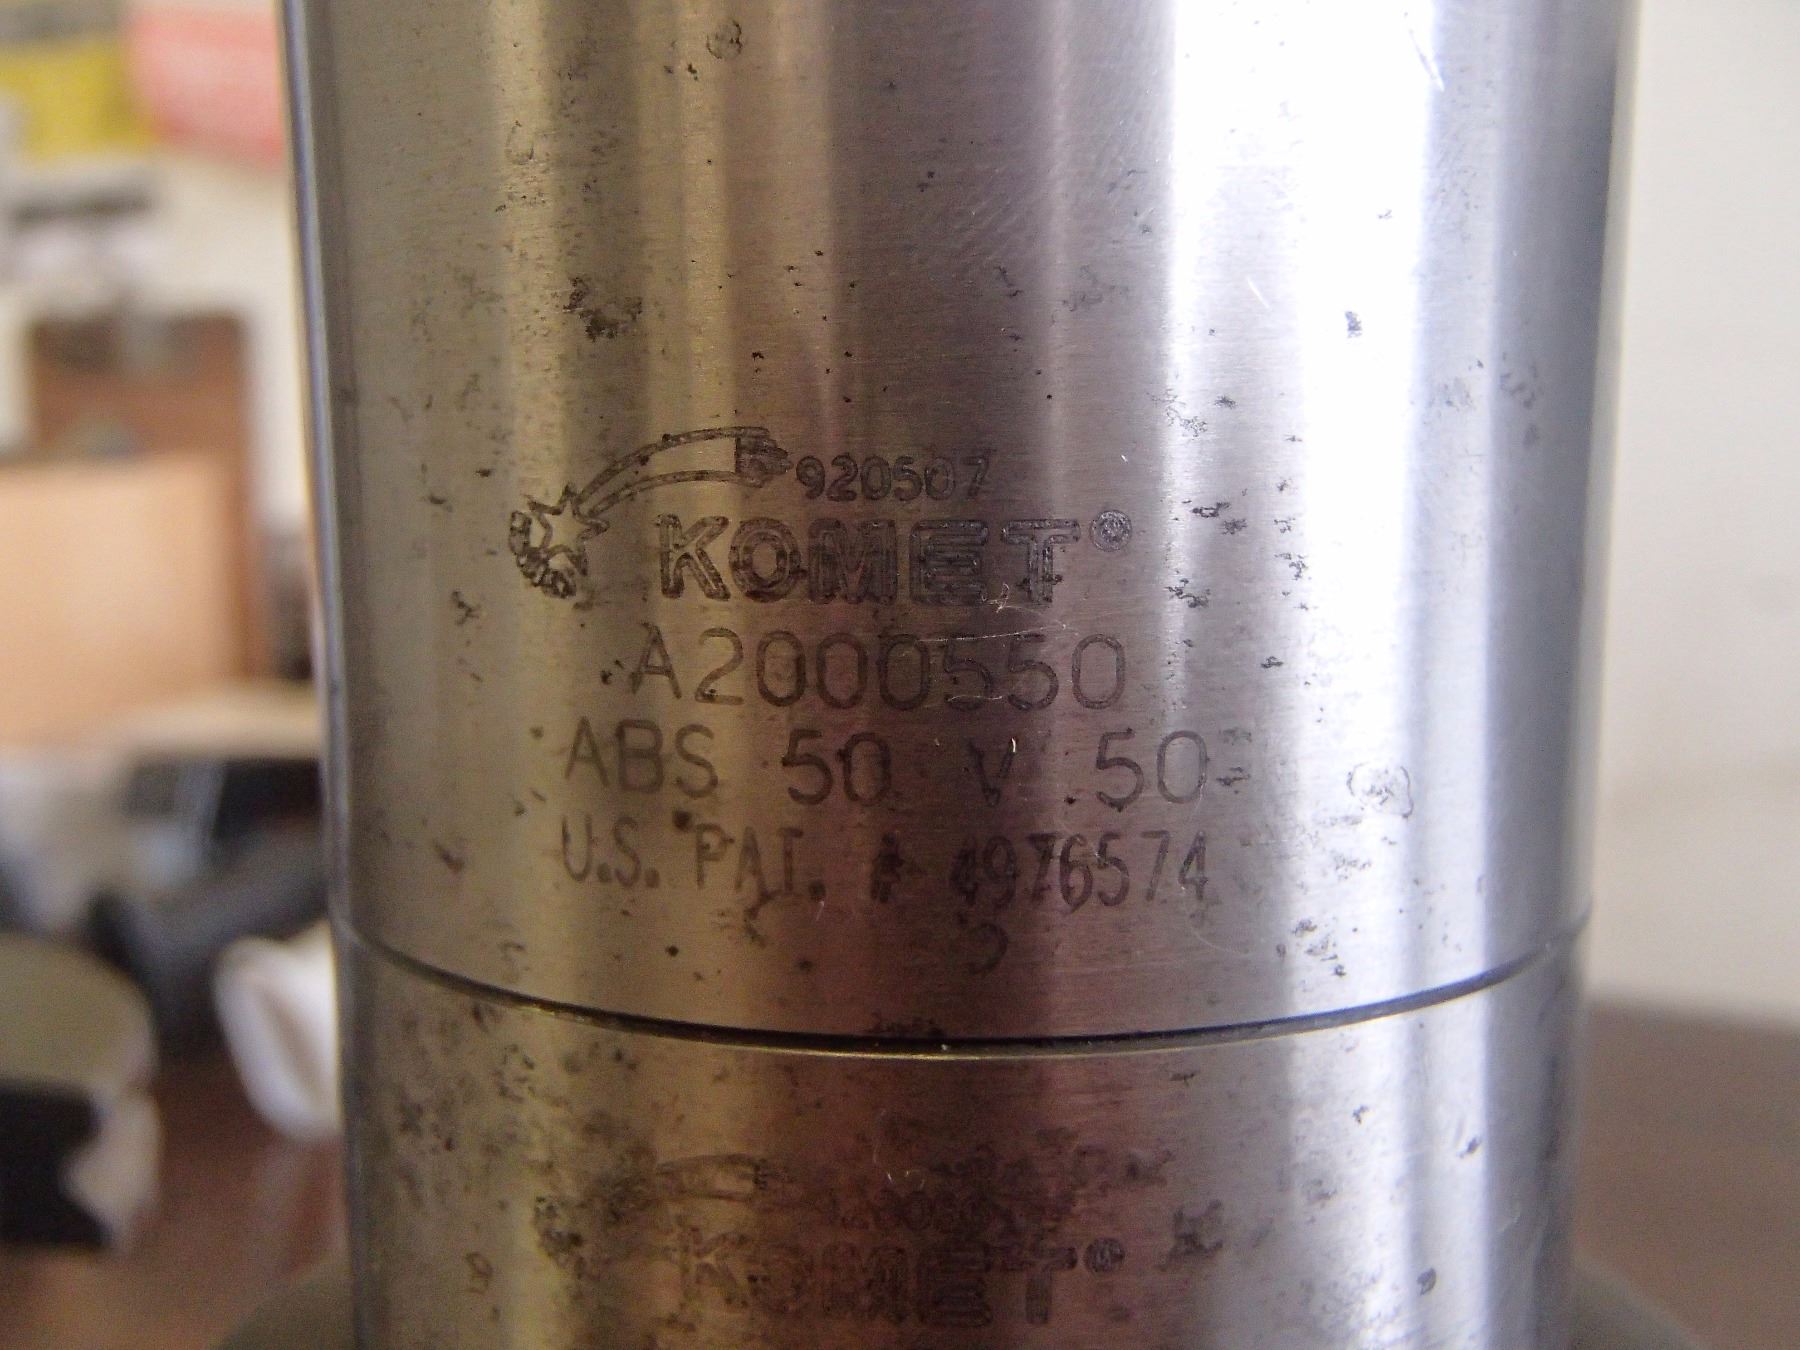 920507
KOMET®
A2000550
ABS 50 V 50
U.S. PAT. # 4976574
KOMET®